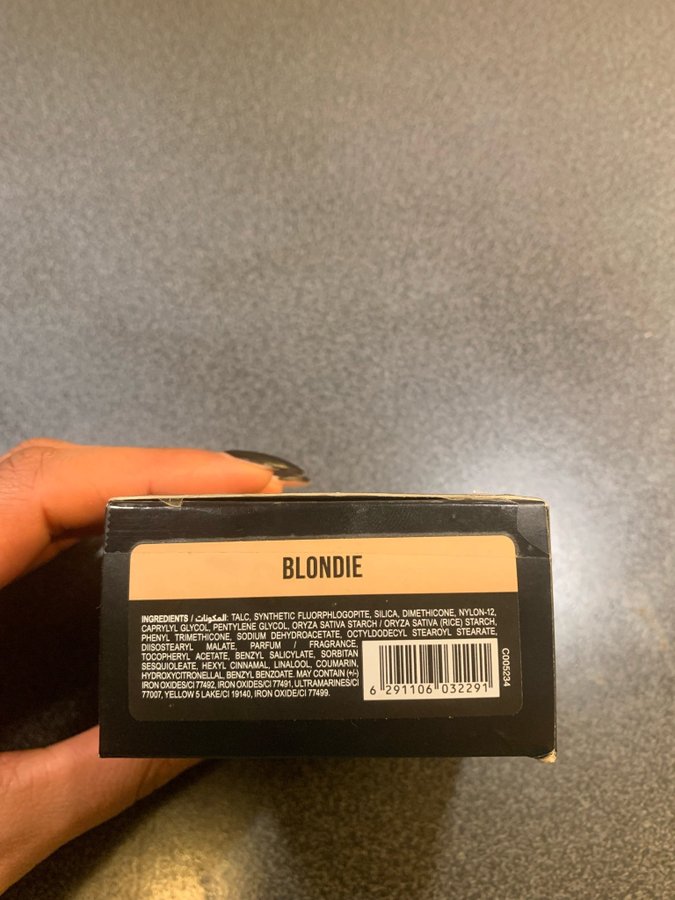 BLONDIE
INGREDIENTS / المكونات: TALC, SYNTHETIC FLUORPHLOGOPITE, SILICA, DIMETHICONE, NYLON-12,
CAPRYLYL GLYCOL, PENTYLENE GLYCOL, ORYZA SATIVA STARCH / ORYZA SATIVA (RICE) STARCH,
PHENYL TRIMETHICONE, SODIUM DEHYDROACETATE, OCTYLDODECYL STEAROYL STEARATE,
DIISOSTEARYL MALATE, PARFUM / FRAGRANCE,
TOCOPHERYL ACETATE, BENZYL SALICYLATE, SORBITAN
SESQUIOLEATE, HEXYL CINNAMAL, LINALOOL, COUMARIN,
HYDROXYCITRONELLAL, BENZYL BENZOATE. MAY CONTAIN (+/-)
IRON OXIDES/CI 77492, IRON OXIDES/CI 77491, ULTRAMARINES/CI
77007, YELLOW 5 LAKE/CI 19140, IRON OXIDE/CI 77499.
6 291106 032291
C005234